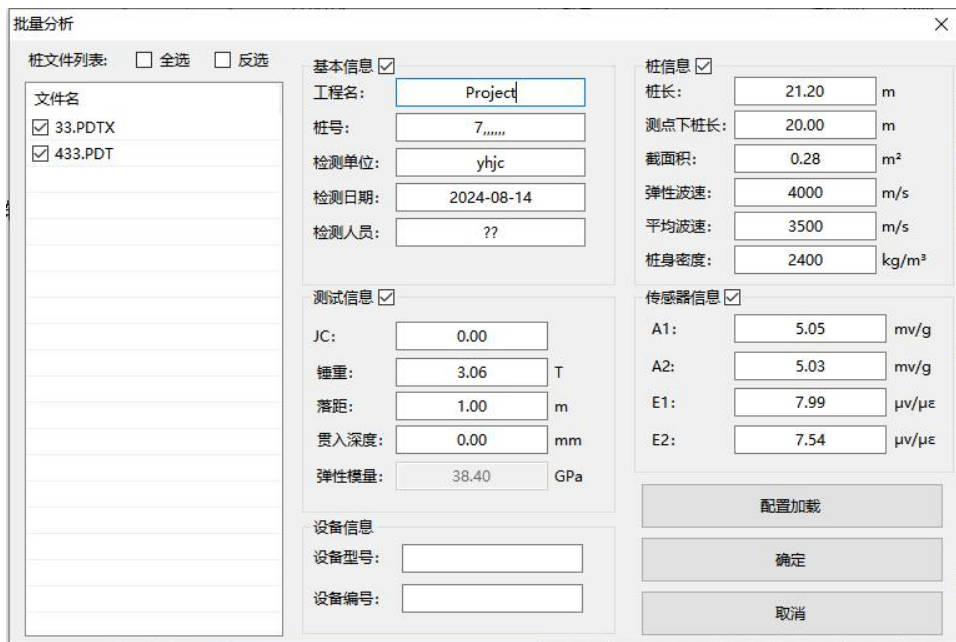 批量分析
桩文件列表: 全选 反选
文件名
33.PDTX
433.PDT
基本信息
工程名: Project
桩号: 7,,,,,,
检测单位: yhjc
检测日期: 2024-08-14
检测人员: ??
测试信息
JC: 0.00
锤重: 3.06 T
落距: 1.00 m
贯入深度: 0.00 mm
弹性模量: 38.40 GPa
设备信息
设备型号:
设备编号:
桩信息
桩长: 21.20 m
测点下桩长: 20.00 m
截面积: 0.28 m²
弹性波速: 4000 m/s
平均波速: 3500 m/s
桩身密度: 2400 kg/m³
传感器信息
A1: 5.05 mv/g
A2: 5.03 mv/g
E1: 7.99 μv/με
E2: 7.54 μv/με
配置加载
确定
取消